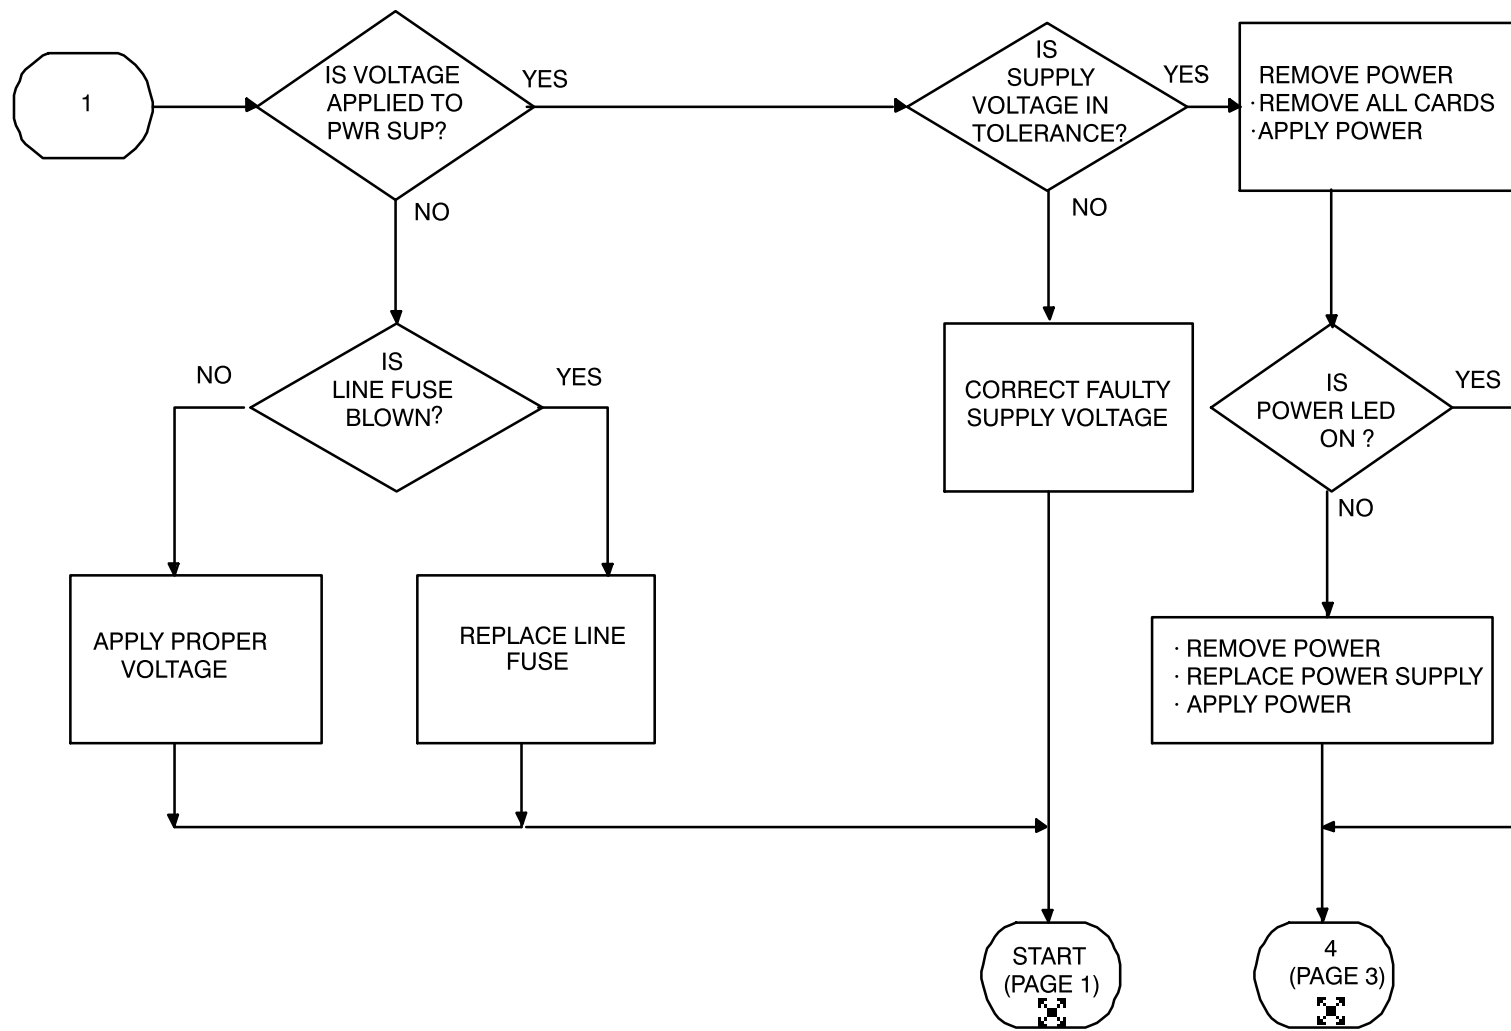 1
IS VOLTAGE
APPLIED TO
PWR SUP?
YES
NO
IS
SUPPLY
VOLTAGE IN
TOLERANCE?
YES
NO
REMOVE POWER
·REMOVE ALL CARDS
·APPLY POWER
IS
LINE FUSE
BLOWN?
NO
YES
CORRECT FAULTY
SUPPLY VOLTAGE
IS
POWER LED
ON ?
YES
NO
APPLY PROPER
VOLTAGE
REPLACE LINE
FUSE
· REMOVE POWER
· REPLACE POWER SUPPLY
· APPLY POWER
START
(PAGE 1)
4
(PAGE 3)